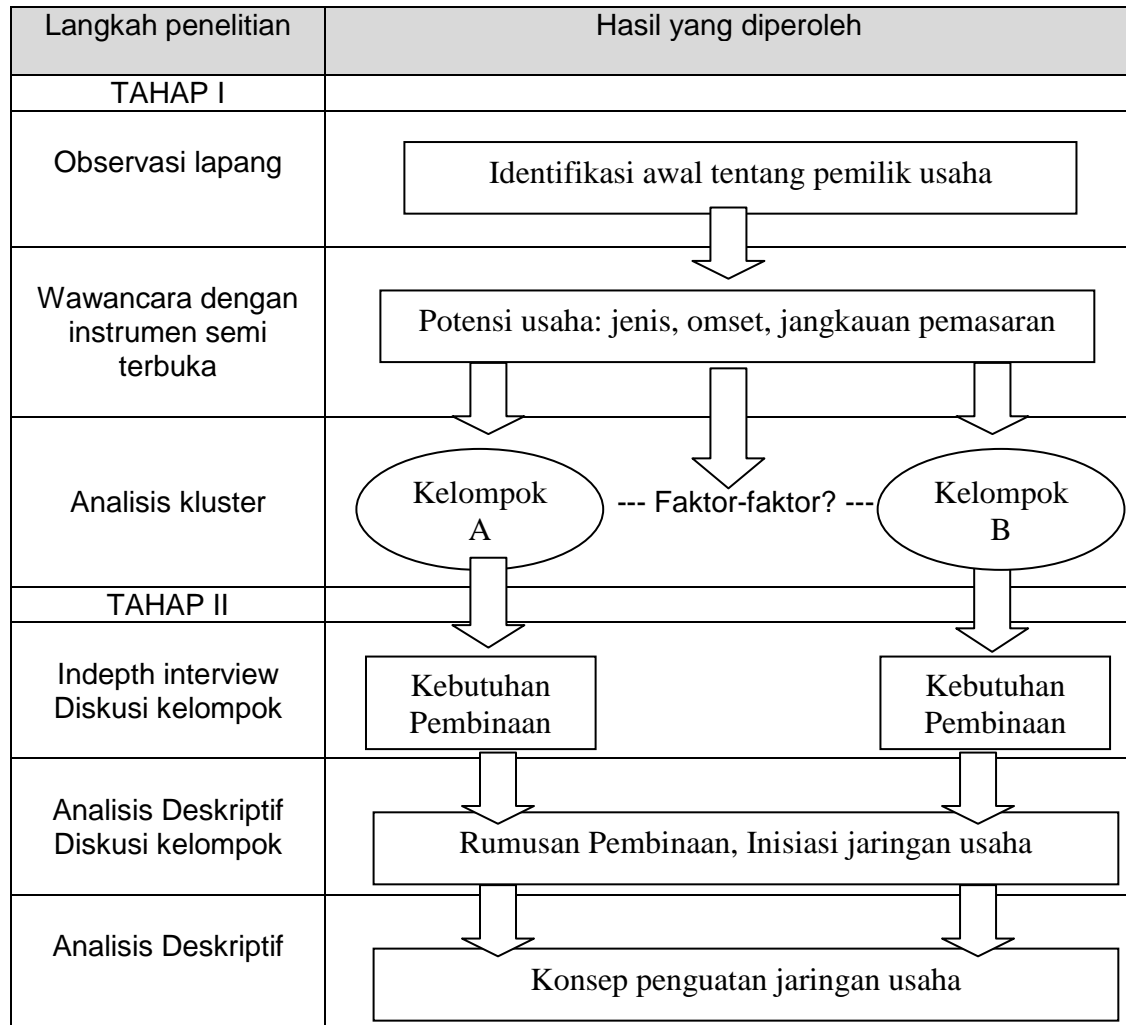 Langkah penelitian
Hasil yang diperoleh
TAHAP I
Observasi lapang
Identifikasi awal tentang pemilik usaha
Wawancara dengan
instrumen semi
terbuka
Potensi usaha: jenis, omset, jangkauan pemasaran
Analisis kluster
Kelompok
A
--- Faktor-faktor? ---
Kelompok
B
TAHAP II
Indepth interview
Diskusi kelompok
Kebutuhan
Pembinaan
Kebutuhan
Pembinaan
Analisis Deskriptif
Diskusi kelompok
Rumusan Pembinaan, Inisiasi jaringan usaha
Analisis Deskriptif
Konsep penguatan jaringan usaha